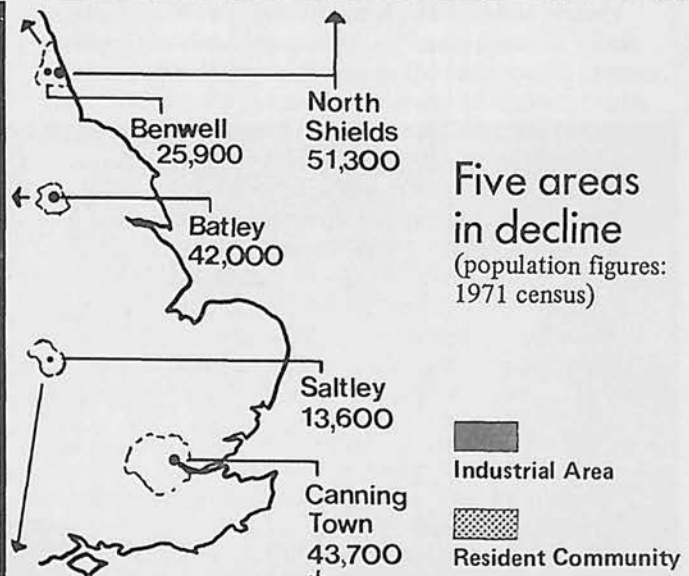 Benwell
25,900
North
Shields
51,300
Five areas
in decline
(population figures:
1971 census)
Batley
42,000
Saltley
13,600
Industrial Area
Canning
Town
43,700
Resident Community